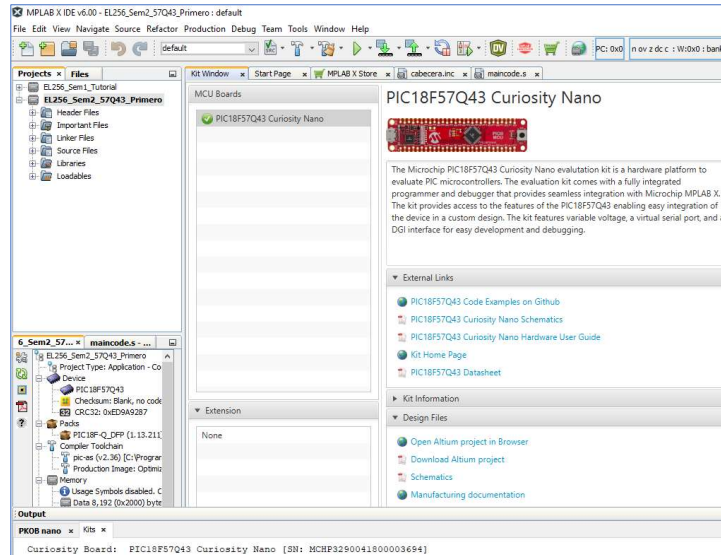 MPLAB X IDE v6.00 - EL256_Sem2_57Q43_Primero : default
File Edit View Navigate Source Refactor Production Debug Team Tools Window Help
default
PC: 0x0
n ov z dc c : W:0x0 : bank
Projects
Files
EL256_Sem1_Tutorial
EL256_Sem2_57Q43_Primero
Header Files
Important Files
Linker Files
Source Files
Libraries
Loadables
Kit Window
Start Page
MPLAB X Store
cabecera.inc
maincode.s
MCU Boards
PIC18F57Q43 Curiosity Nano
PIC18F57Q43 Curiosity Nano
The Microchip PIC18F57Q43 Curiosity Nano evalutation kit is a hardware platform to
evaluate PIC microcontrollers. The evaluation kit comes with a fully integrated
programmer and debugger that provides seamless integration with Microchip MPLAB X.
The kit provides access to the features of the PIC18F57Q43 enabling easy integration of
the device in a custom design. The kit features variable voltage, a virtual serial port, and a
DGI interface for easy development and debugging.
External Links
PIC18F57Q43 Code Examples on Github
PIC18F57Q43 Curiosity Nano Schematics
PIC18F57Q43 Curiosity Nano Hardware User Guide
Kit Home Page
PIC18F57Q43 Datasheet
Kit Information
Design Files
Open Altium project in Browser
Download Altium project
Schematics
Manufacturing documentation
Extension
None
6_Sem2_57...
maincode.s - ...
EL256_Sem2_57Q43_Primero
Project Type: Application - Co
Device
PIC18F57Q43
Checksum: Blank, no code
CRC32: 0xED9A9287
Packs
PIC18F-Q_DFP (1.13.211)
Compiler Toolchain
pic-as (v2.36) [C:\Prograr
Production Image: Optimiz
Memory
Usage Symbols disabled. C
Data 8,192 (0x2000) byte
Output
PKOB nano
Kits
Curiosity Board: PIC18F57Q43 Curiosity Nano [SN: MCHP3290041800003694]